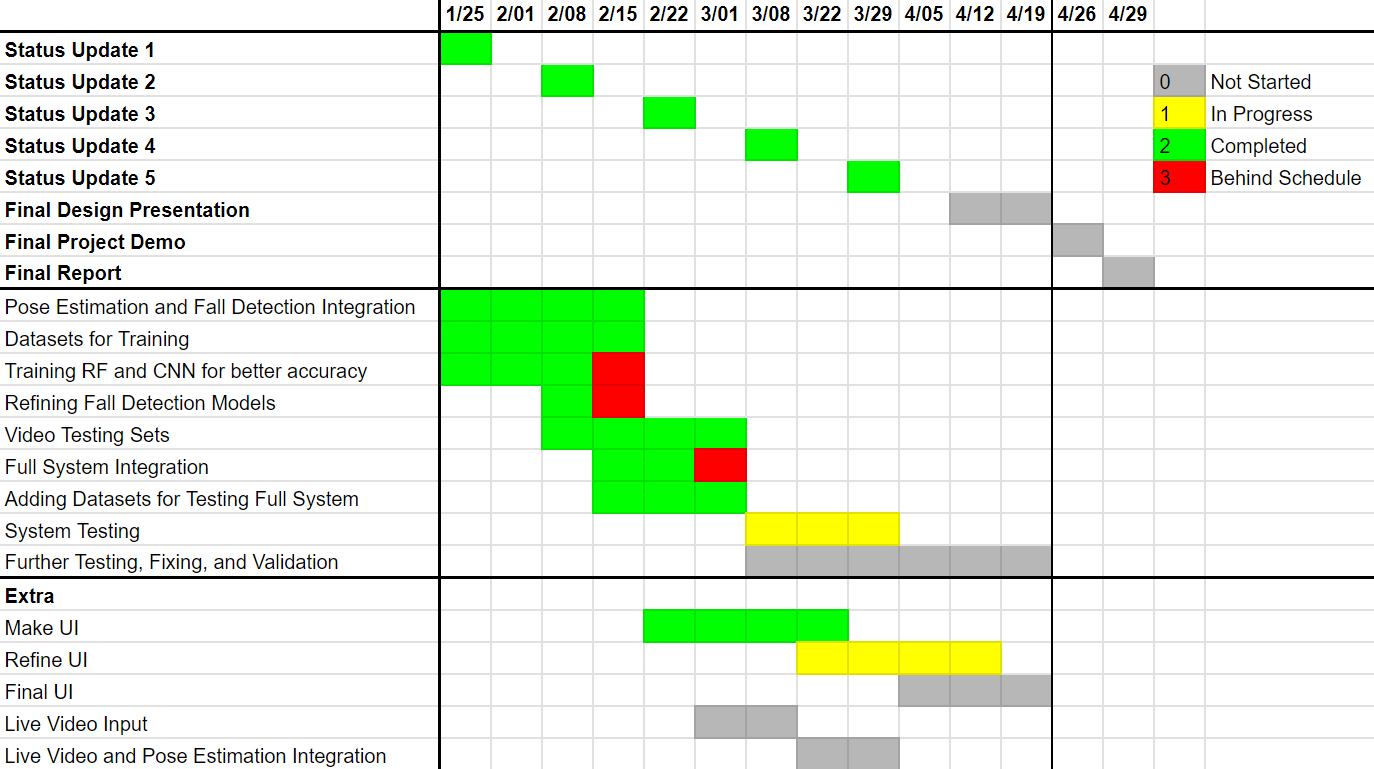 1/25 2/01 2/08 2/15 2/22 3/01 3/08 3/22 3/29 4/05 4/12 4/19 4/26 4/29
Status Update 1
Status Update 2 0 Not Started
Status Update 3 1 In Progress
Status Update 4 2 Completed
Status Update 5 3 Behind Schedule
Final Design Presentation
Final Project Demo
Final Report
Pose Estimation and Fall Detection Integration
Datasets for Training
Training RF and CNN for better accuracy
Refining Fall Detection Models
Video Testing Sets
Full System Integration
Adding Datasets for Testing Full System
System Testing
Further Testing, Fixing, and Validation
Extra
Make UI
Refine UI
Final UI
Live Video Input
Live Video and Pose Estimation Integration